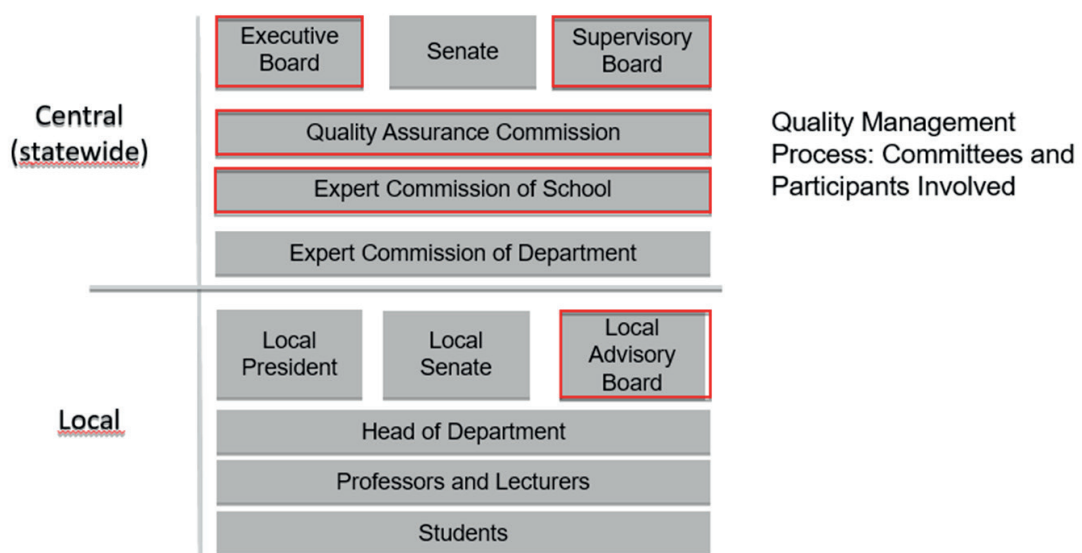 Executive
Board
Senate
Supervisory
Board
Central
(statewide)
Quality Assurance Commission
Expert Commission of School
Expert Commission of Department
Quality Management
Process: Committees and
Participants Involved
Local
Local
President
Local
Senate
Local
Advisory
Board
Head of Department
Professors and Lecturers
Students